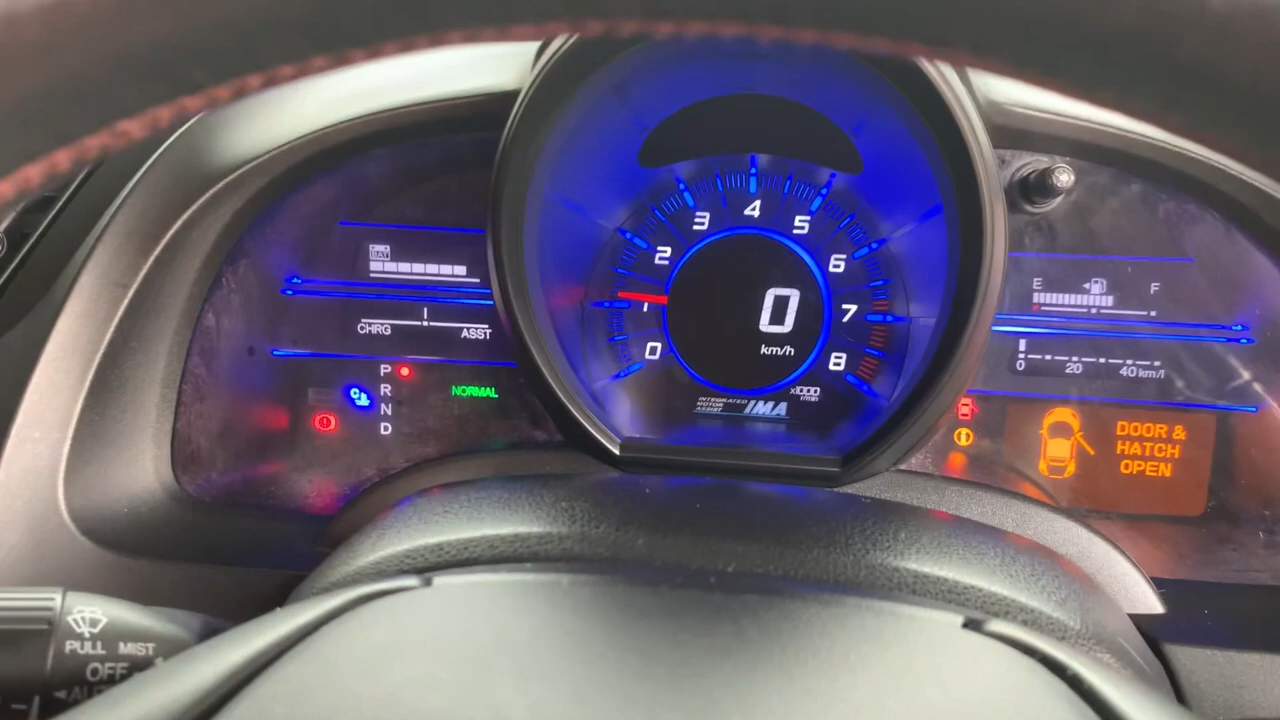 BAT
CHRG
ASST
P
R
N
D
NORMAL
0
1
2
3
4
5
6
7
8
0
km/h
x1000
r/min
INTEGRATED
MOTOR
ASSIST
IMA
E
F
0 20 40 km/l
DOOR &
HATCH
OPEN
PULL MIST
OFF